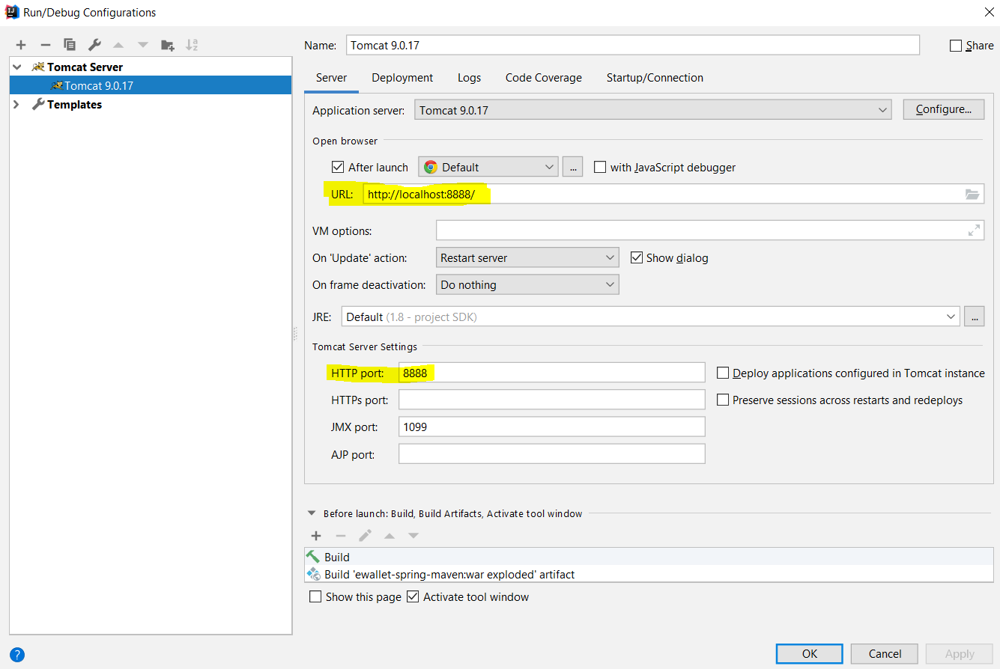 Run/Debug Configurations
Name: Tomcat 9.0.17 Share
Tomcat Server
Tomcat 9.0.17
Templates
Server Deployment Logs Code Coverage Startup/Connection
Application server: Tomcat 9.0.17 Configure...
Open browser
After launch Default ... with JavaScript debugger
URL: http://localhost:8888/
VM options:
On 'Update' action: Restart server Show dialog
On frame deactivation: Do nothing
JRE: Default (1.8 - project SDK) ...
Tomcat Server Settings
HTTP port: 8888 Deploy applications configured in Tomcat instance
HTTPs port: Preserve sessions across restarts and redeploys
JMX port: 1099
AJP port:
Before launch: Build, Build Artifacts, Activate tool window
Build
Build 'ewallet-spring-maven:war exploded' artifact
Show this page Activate tool window
? OK Cancel Apply